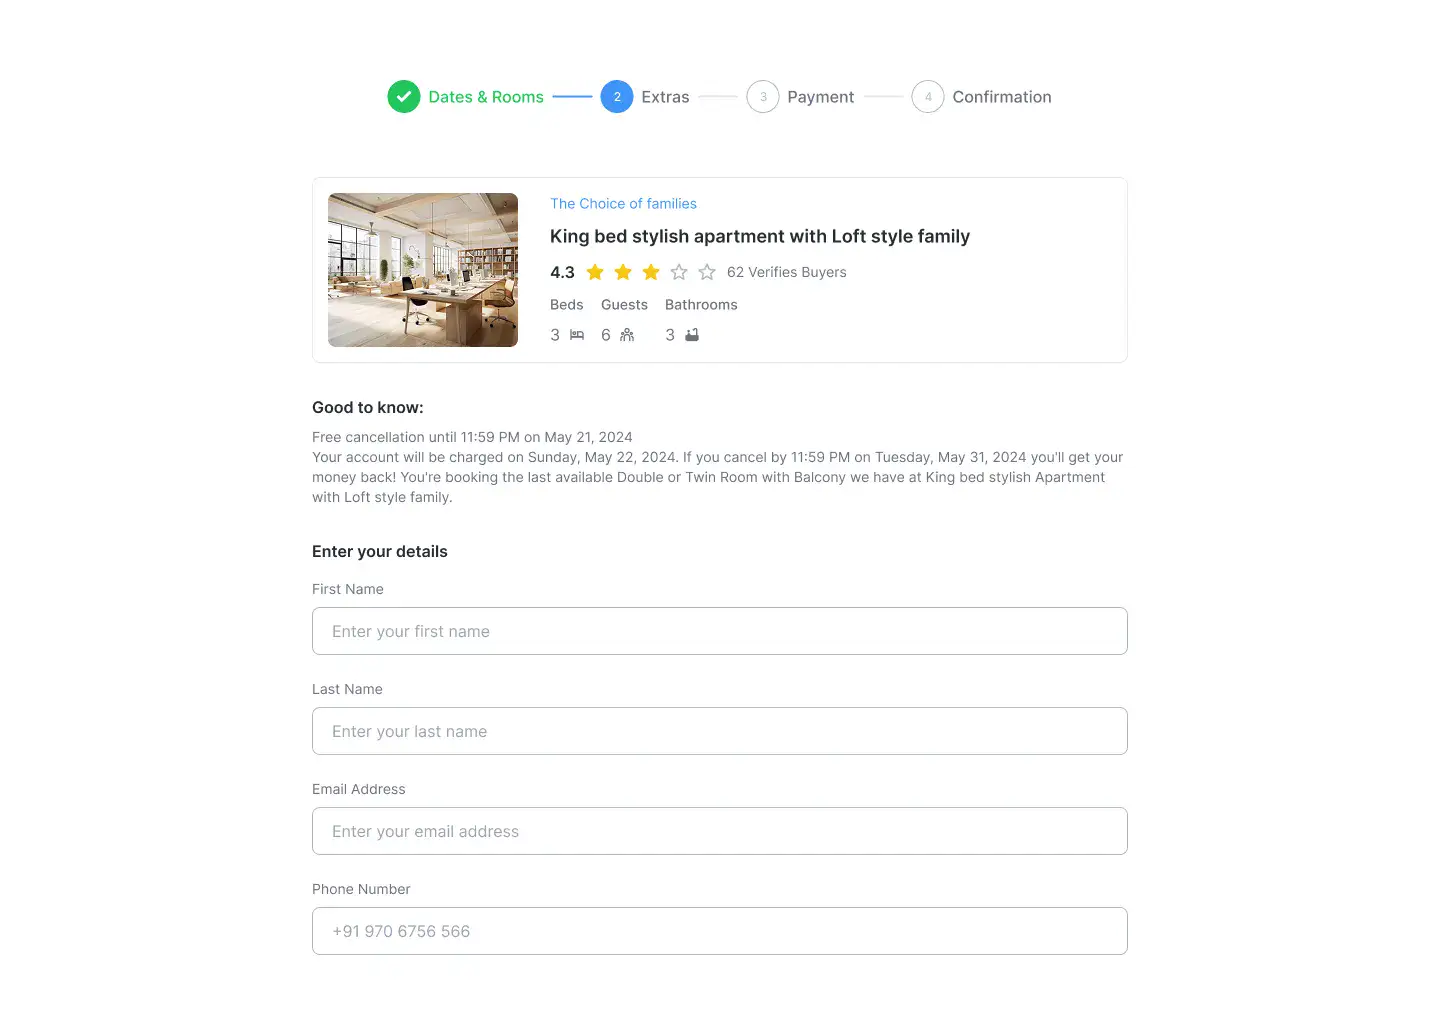 Dates & Rooms 2 Extras 3 Payment 4 Confirmation
The Choice of families
King bed stylish apartment with Loft style family
4.3 62 Verifies Buyers
Beds Guests Bathrooms
3 6 3
Good to know:
Free cancellation until 11:59 PM on May 21, 2024
Your account will be charged on Sunday, May 22, 2024. If you cancel by 11:59 PM on Tuesday, May 31, 2024 you'll get your
money back! You're booking the last available Double or Twin Room with Balcony we have at King bed stylish Apartment
with Loft style family.
Enter your details
First Name
Enter your first name
Last Name
Enter your last name
Email Address
Enter your email address
Phone Number
+91 970 6756 566